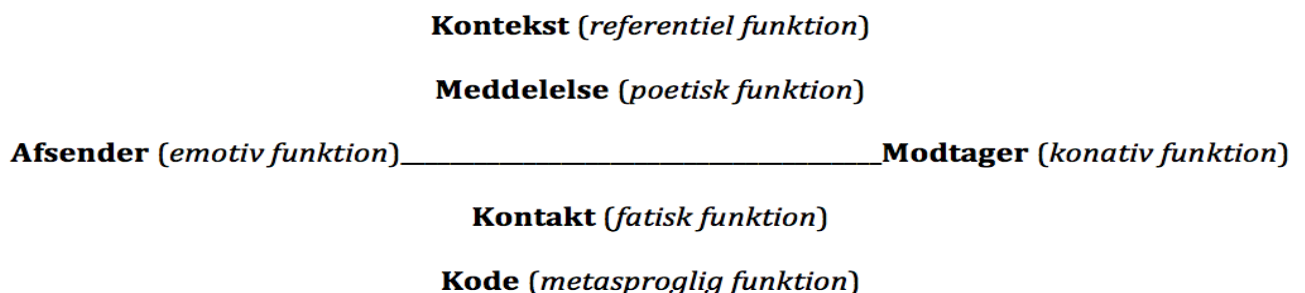 Kontekst (referentiel funktion)
Meddelelse (poetisk funktion)
Afsender (emotiv funktion)________________________________________Modtager (konativ funktion)
Kontakt (fatisk funktion)
Kode (metasproglig funktion)